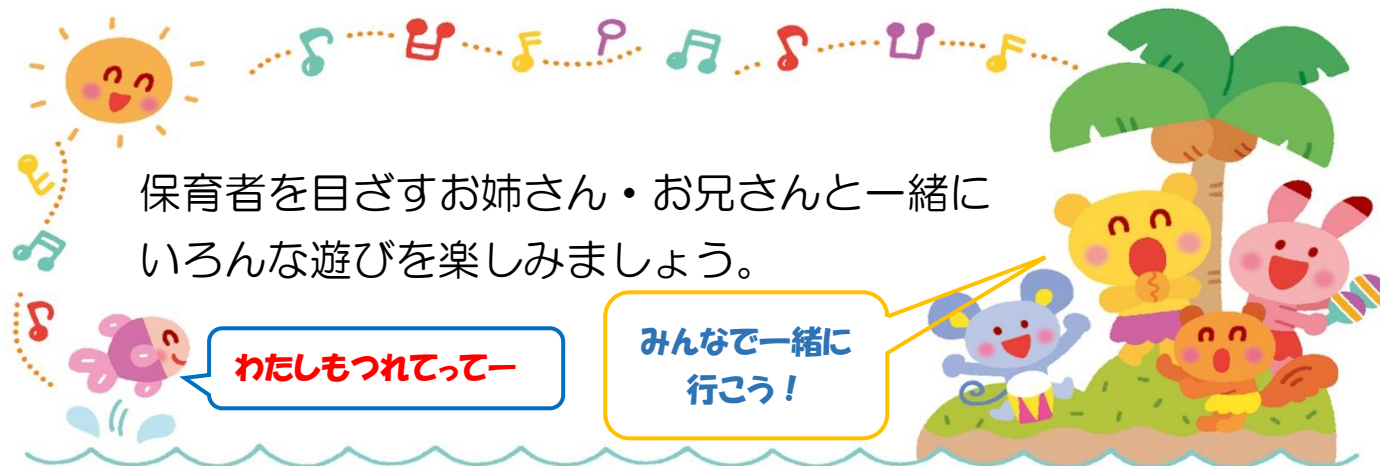 保育者を目ざすお姉さん・お兄さんと一緒に
いろんな遊びを楽しみましょう。
わたしもつれてってー
みんなで一緒に
行こう！